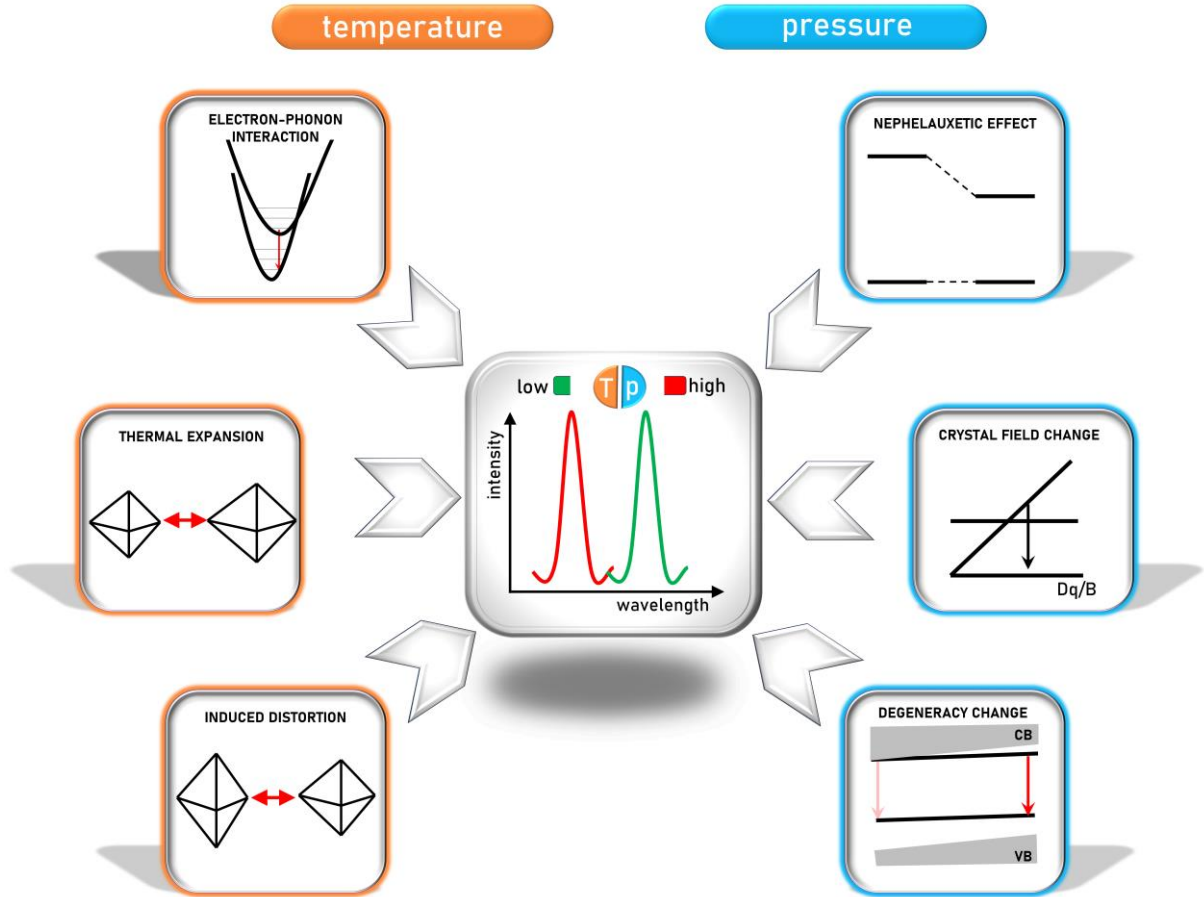 temperature
pressure
ELECTRON-PHONON
INTERACTION
NEPHELAUXETIC EFFECT
low
T
p
high
intensity
wavelength
THERMAL EXPANSION
CRYSTAL FIELD CHANGE
Dq/B
INDUCED DISTORTION
DEGENERACY CHANGE
CB
VB